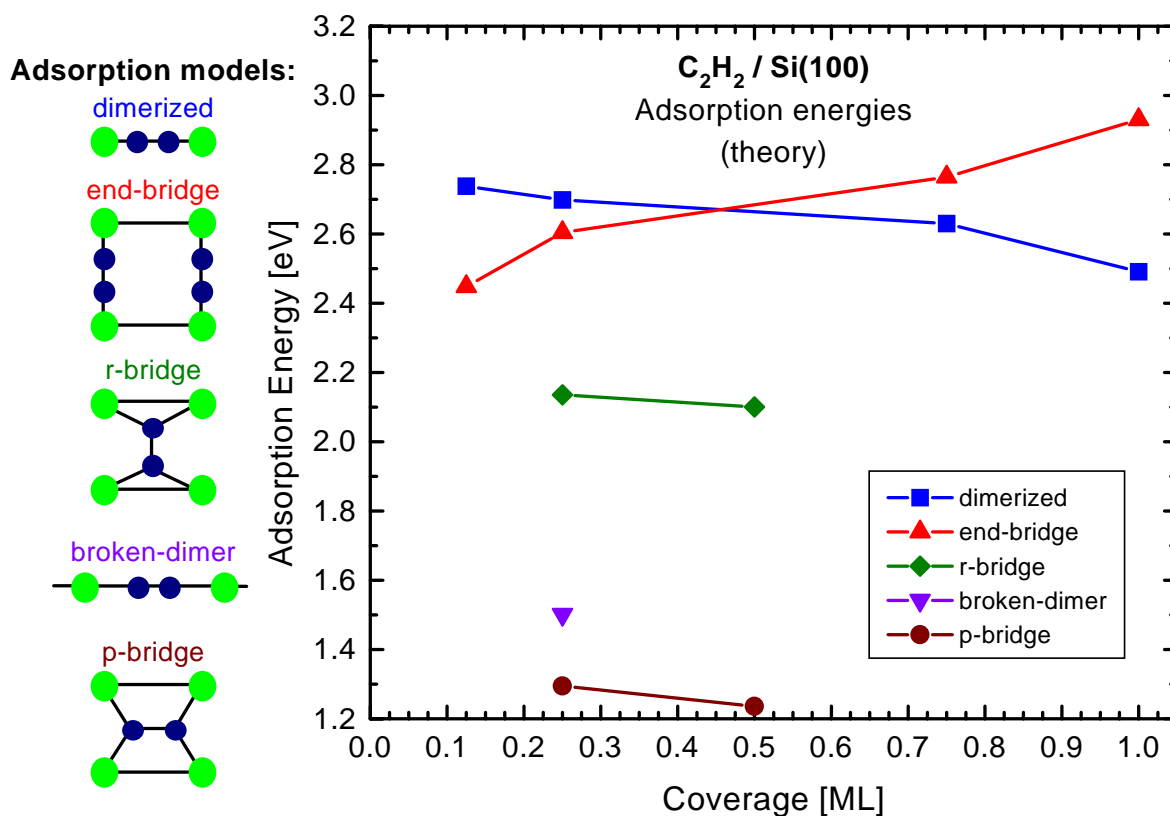 Adsorption models:
dimerized
end-bridge
r-bridge
broken-dimer
p-bridge
C2H2 / Si(100)
Adsorption energies
(theory)
Adsorption Energy [eV]
3.2
3.0
2.8
2.6
2.4
2.2
2.0
1.8
1.6
1.4
1.2
0.0 0.1 0.2 0.3 0.4 0.5 0.6 0.7 0.8 0.9 1.0
Coverage [ML]
dimerized
end-bridge
r-bridge
broken-dimer
p-bridge